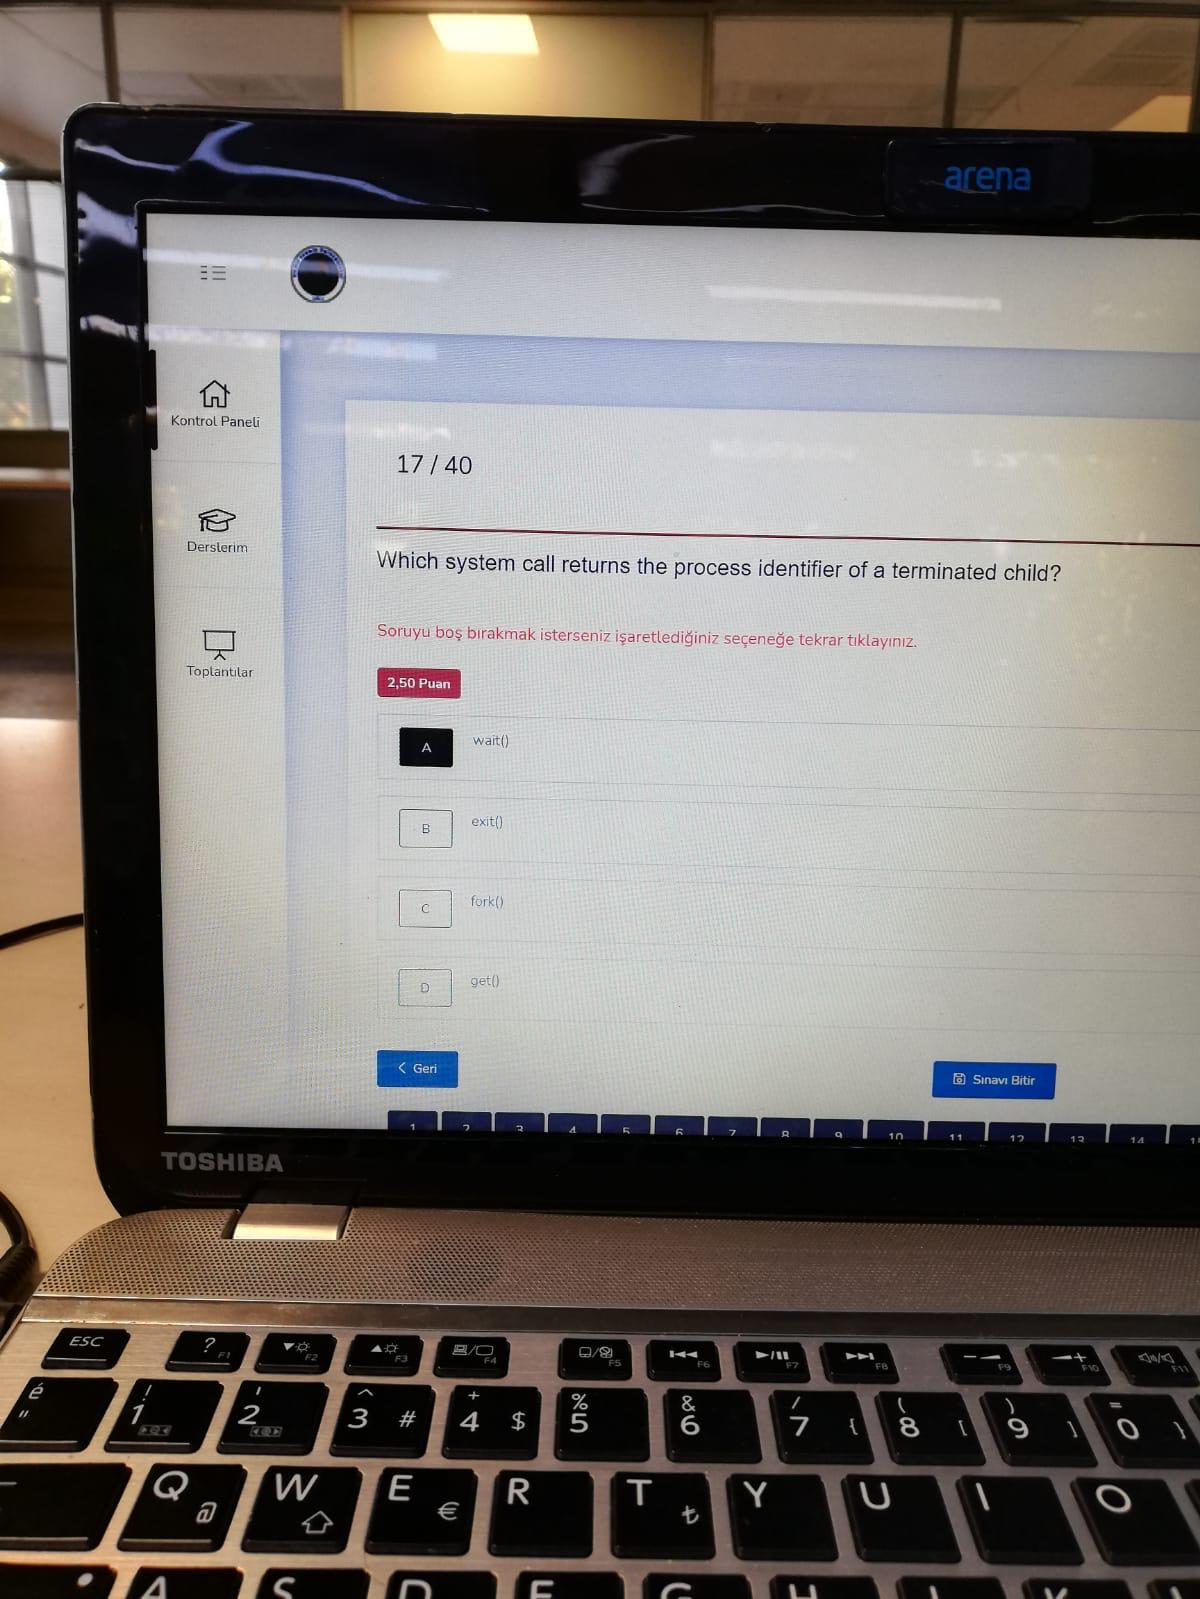 arena
Kontrol Paneli
17 / 40
Derslerim
Which system call returns the process identifier of a terminated child?
Soruyu boş bırakmak isterseniz işaretlediğiniz seçeneğe tekrar tıklayınız.
Toplantılar
2,50 Puan
A wait()
B exit()
C fork()
D get()
Geri
Sınavı Bitir
1 2 3 4 5 6 7 8 9 10 11 12 13 14
TOSHIBA
ESC ? F1 F2 F3 F4 F5 F6 F7 F8 F9 F10 F11
é " ! 1 ' 2 ^ 3 # + 4 $ % 5 & 6 / 7 { ( 8 [ ) 9 ] = 0 }
Q @ W E € R T ₺ Y U I O
A S D F G H J K